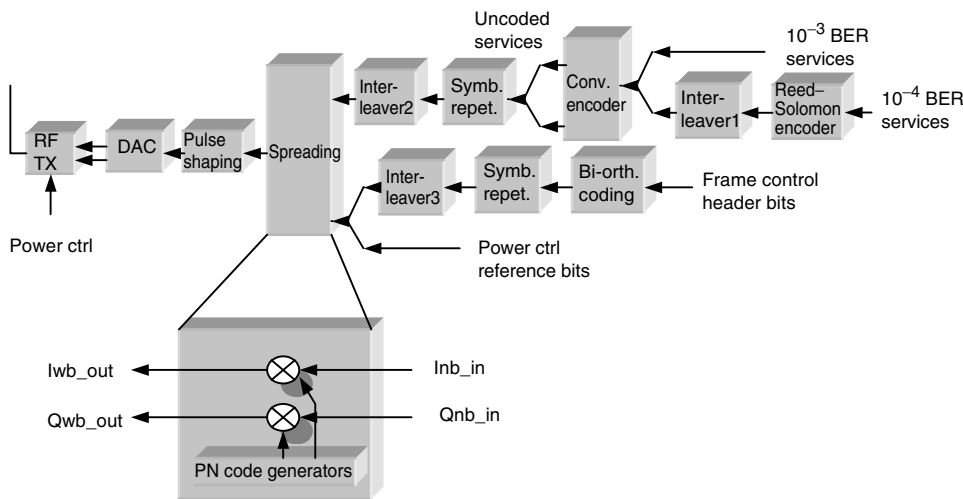 Uncoded
services
10⁻³ BER
services
Inter-
leaver2
Symb.
repet.
Conv.
encoder
Inter-
leaver1
Reed–
Solomon
encoder
10⁻⁴ BER
services
RF
TX
DAC
Pulse
shaping
Spreading
Inter-
leaver3
Symb.
repet.
Bi-orth.
coding
Frame control
header bits
Power ctrl
Power ctrl
reference bits
Iwb_out
Inb_in
Qwb_out
Qnb_in
PN code generators